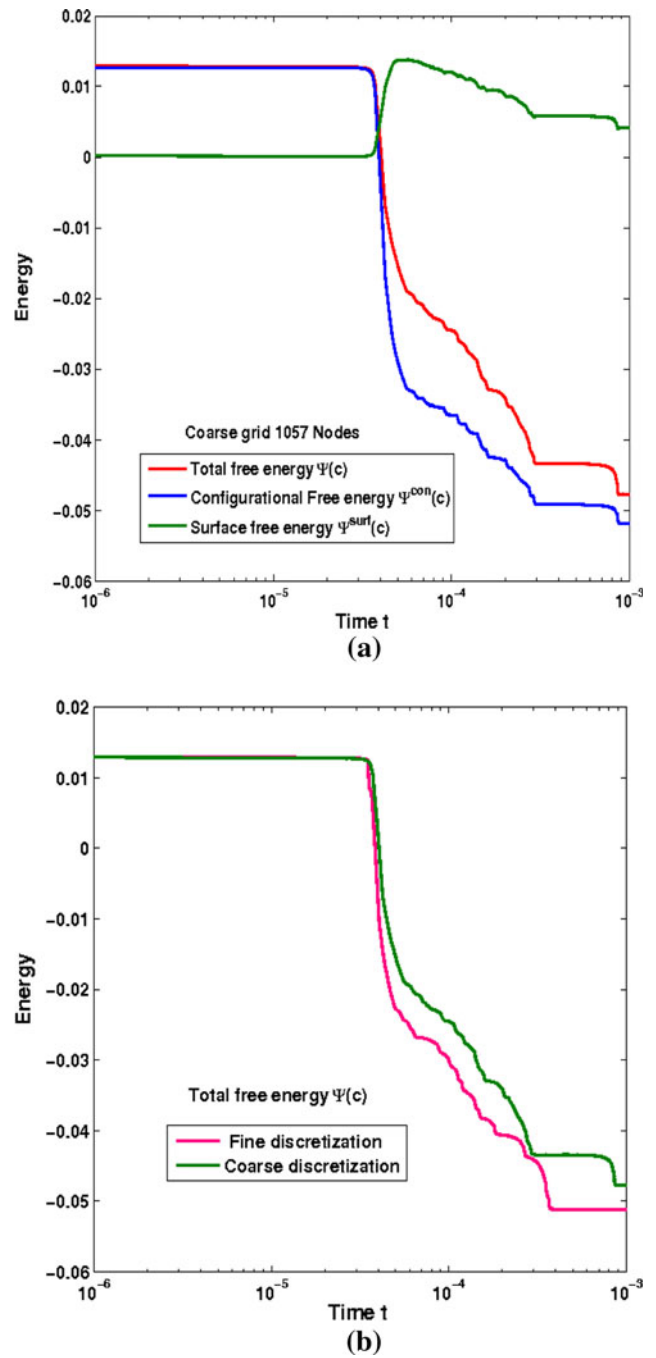 0.02
0.01
0
−0.01
−0.02
−0.03
−0.04
−0.05
−0.06
Energy
Coarse grid 1057 Nodes
Total free energy Ψ(c)
Configurational Free energy Ψ^con(c)
Surface free energy Ψ^surf(c)
10^−6
10^−5
10^−4
10^−3
Time t
(a)
0.02
0.01
0
−0.01
−0.02
−0.03
−0.04
−0.05
−0.06
Energy
Total free energy Ψ(c)
Fine discretization
Coarse discretization
10^−6
10^−5
10^−4
10^−3
Time t
(b)